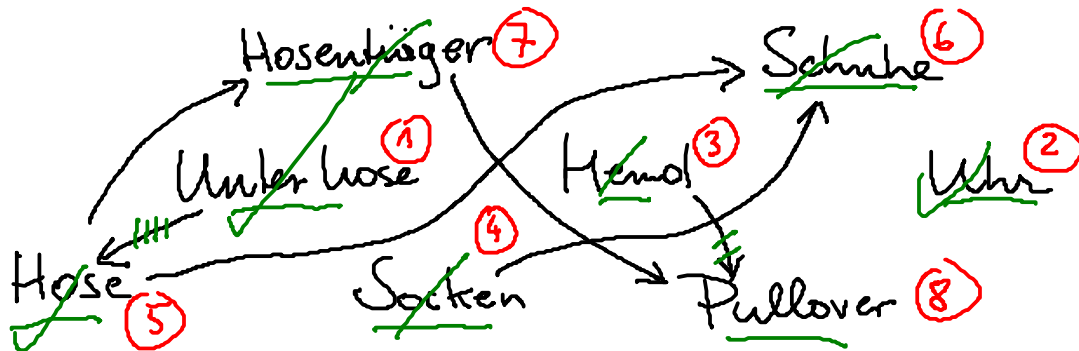 Hosenträger 7 Schuhe 6
Unterhose 1 Hemd 3 Uhr 2
Hose 5 Socken 4 Pullover 8